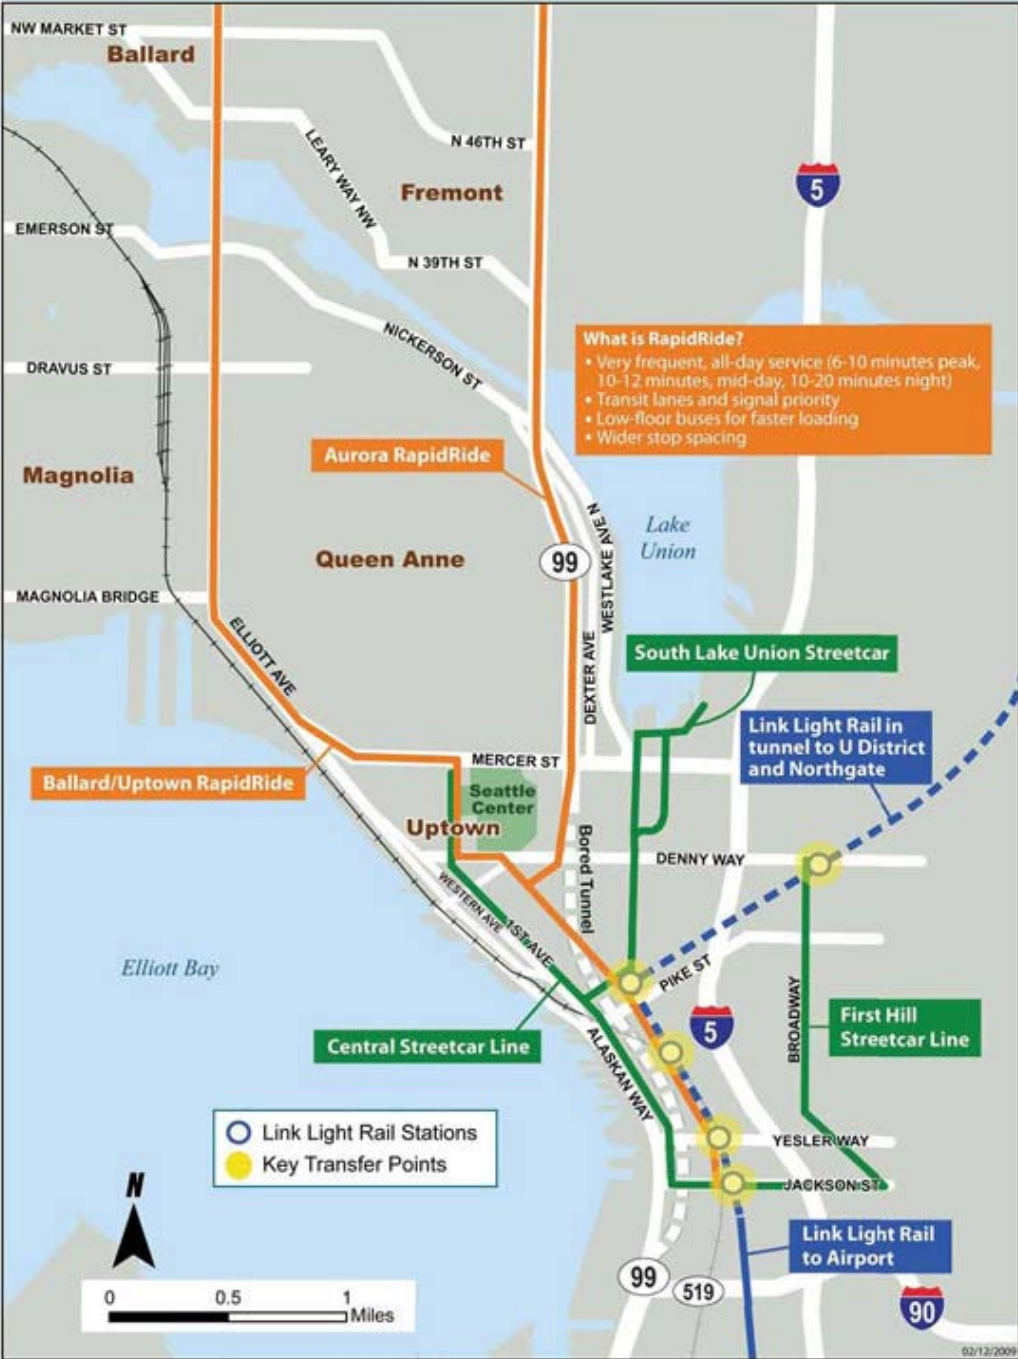 NW MARKET ST
Ballard
LEARY WAY NW
N 46TH ST
Fremont
5
EMERSON ST
N 39TH ST
NICKERSON ST
DRAVUS ST
What is RapidRide?
• Very frequent, all-day service (6-10 minutes peak,
10-12 minutes, mid-day, 10-20 minutes night)
• Transit lanes and signal priority
• Low-floor buses for faster loading
• Wider stop spacing
Aurora RapidRide
Magnolia
Queen Anne
99
WESTLAKE AVE N
Lake
Union
MAGNOLIA BRIDGE
ELLIOTT AVE
DEXTER AVE
South Lake Union Streetcar
Link Light Rail in
tunnel to U District
and Northgate
MERCER ST
Ballard/Uptown RapidRide
Seattle
Center
Uptown
Bored Tunnel
DENNY WAY
WESTERN AVE
1ST AVE
Elliott Bay
PIKE ST
5
BROADWAY
First Hill
Streetcar Line
Central Streetcar Line
ALASKAN WAY
Link Light Rail Stations
Key Transfer Points
YESLER WAY
JACKSON ST
N
Link Light Rail
to Airport
99
519
90
0 0.5 1
Miles
02/12/2009